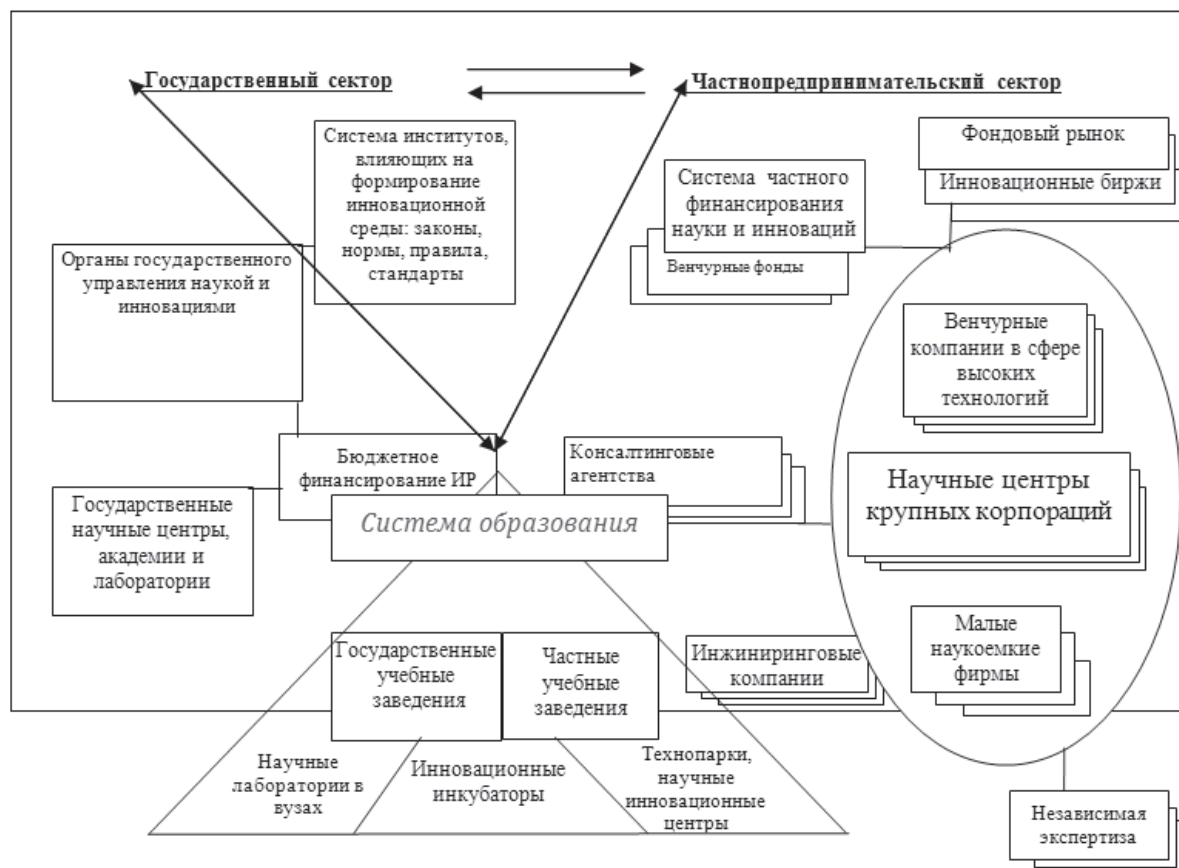 Государственный сектор
Частнопредпринимательский сектор
Система институтов,
влияющих на
формирование
инновационной
среды: законы,
нормы, правила,
стандарты
Фондовый рынок
Инновационные биржи
Система частного
финансирования
науки и инноваций
Венчурные фонды
Органы государственного
управления наукой и
инновациями
Венчурные
компании в сфере
высоких
технологий
Бюджетное
финансирование ИР
Консалтинговые
агентства
Научные центры
крупных корпораций
Государственные
научные центры,
академии и
лаборатории
Система образования
Малые
наукоемкие
фирмы
Государственные
учебные
заведения
Частные
учебные
заведения
Инжиниринговые
компании
Научные
лаборатории в
вузах
Инновационные
инкубаторы
Технопарки,
научные
инновационные
центры
Независимая
экспертиза